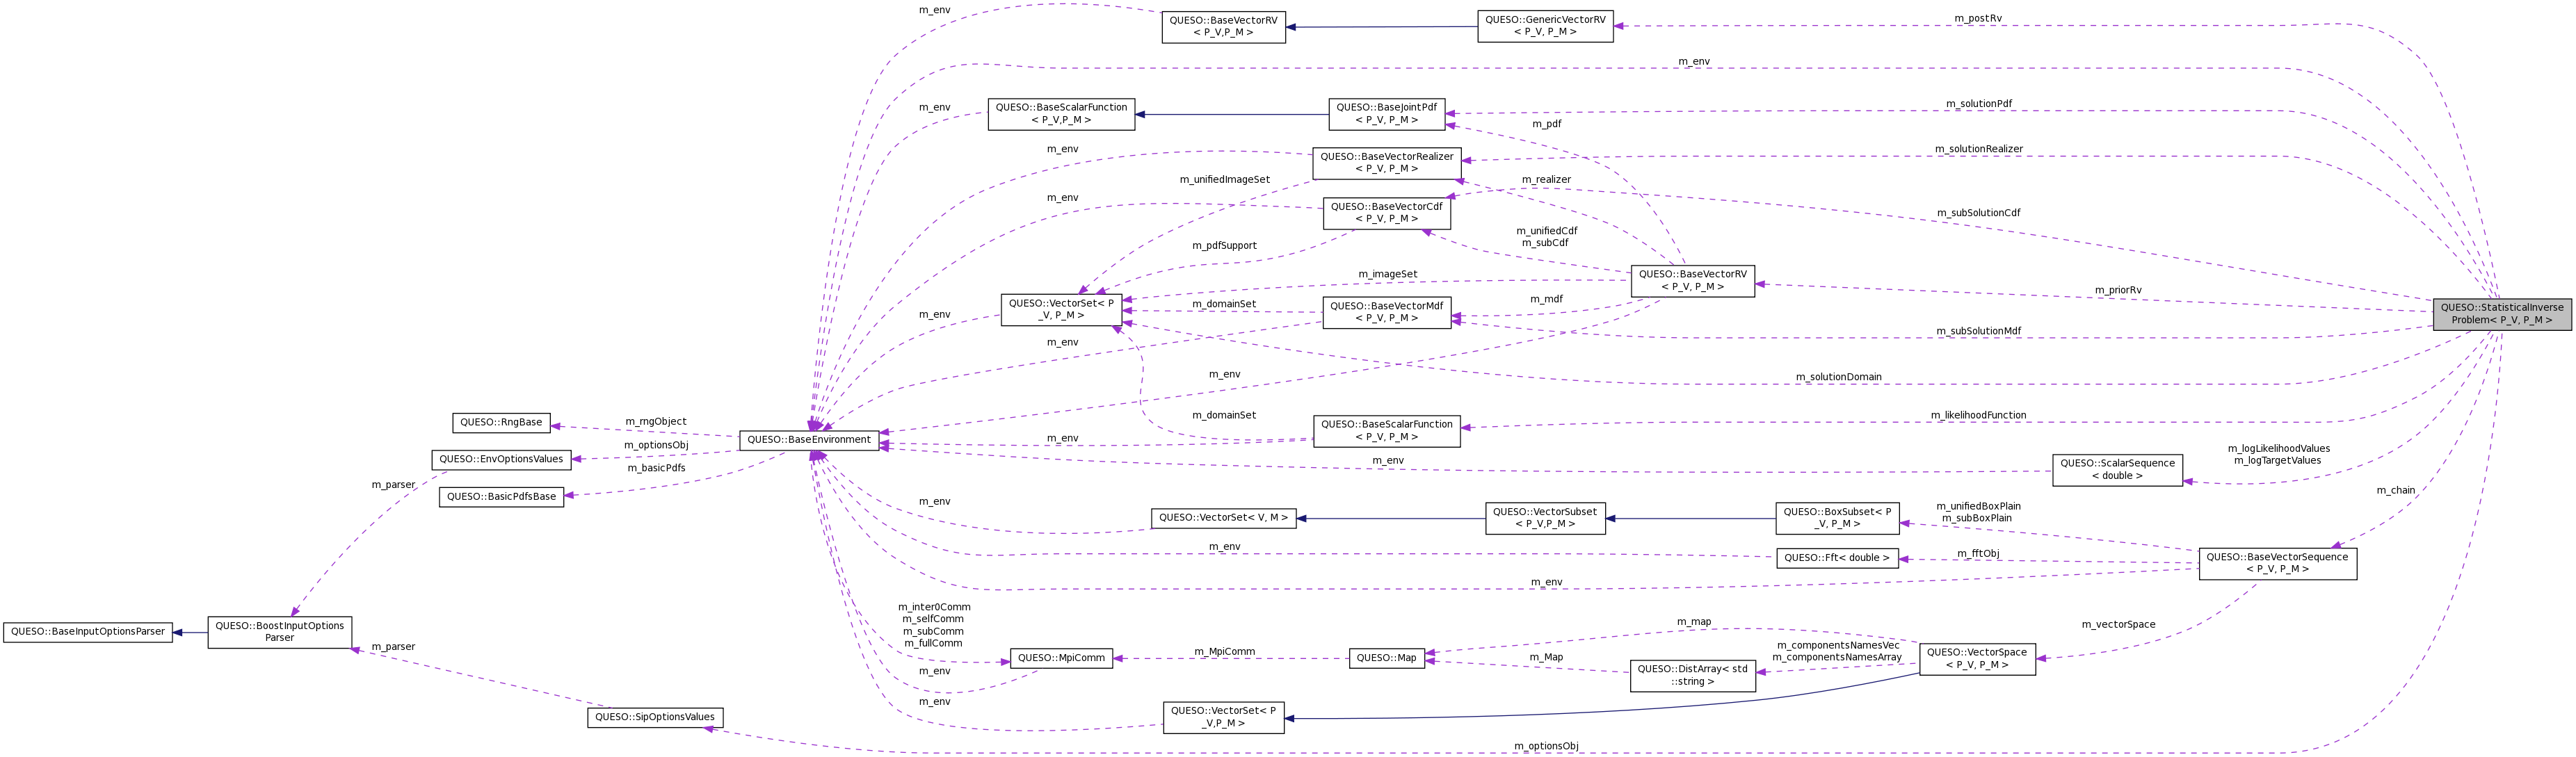 m_env
QUESO::BaseVectorRV
< P_V,P_M >
QUESO::GenericVectorRV
< P_V, P_M >
m_postRv
m_env
m_env
QUESO::BaseScalarFunction
< P_V,P_M >
QUESO::BaseJointPdf
< P_V, P_M >
m_solutionPdf
m_pdf
m_env
QUESO::BaseVectorRealizer
< P_V, P_M >
m_solutionRealizer
m_unifiedImageSet
m_realizer
m_env
QUESO::BaseVectorCdf
< P_V, P_M >
m_subSolutionCdf
m_pdfSupport
m_unifiedCdf
m_subCdf
m_imageSet
QUESO::BaseVectorRV
< P_V, P_M >
m_priorRv
QUESO::VectorSet< P
_V, P_M >
m_env
m_domainSet
QUESO::BaseVectorMdf
< P_V, P_M >
m_mdf
QUESO::StatisticalInverse
Problem< P_V, P_M >
m_subSolutionMdf
m_env
m_env
m_solutionDomain
m_domainSet
QUESO::BaseScalarFunction
< P_V, P_M >
m_likelihoodFunction
QUESO::RngBase
m_rngObject
QUESO::BaseEnvironment
m_env
m_optionsObj
QUESO::EnvOptionsValues
m_basicPdfs
m_env
QUESO::ScalarSequence
< double >
m_logLikelihoodValues
m_logTargetValues
m_parser
QUESO::BasicPdfsBase
m_chain
m_env
QUESO::VectorSet< V, M >
QUESO::VectorSubset
< P_V,P_M >
QUESO::BoxSubset< P
_V, P_M >
m_unifiedBoxPlain
m_subBoxPlain
m_env
QUESO::Fft< double >
m_fftObj
QUESO::BaseVectorSequence
< P_V, P_M >
m_env
m_inter0Comm
m_selfComm
m_subComm
m_fullComm
QUESO::BaseInputOptionsParser
QUESO::BoostInputOptions
Parser
m_parser
m_map
m_vectorSpace
QUESO::MpiComm
m_MpiComm
QUESO::Map
m_Map
m_componentsNamesVec
m_componentsNamesArray
QUESO::VectorSpace
< P_V, P_M >
m_env
QUESO::DistArray< std
::string >
m_env
QUESO::SipOptionsValues
QUESO::VectorSet< P
_V,P_M >
m_optionsObj